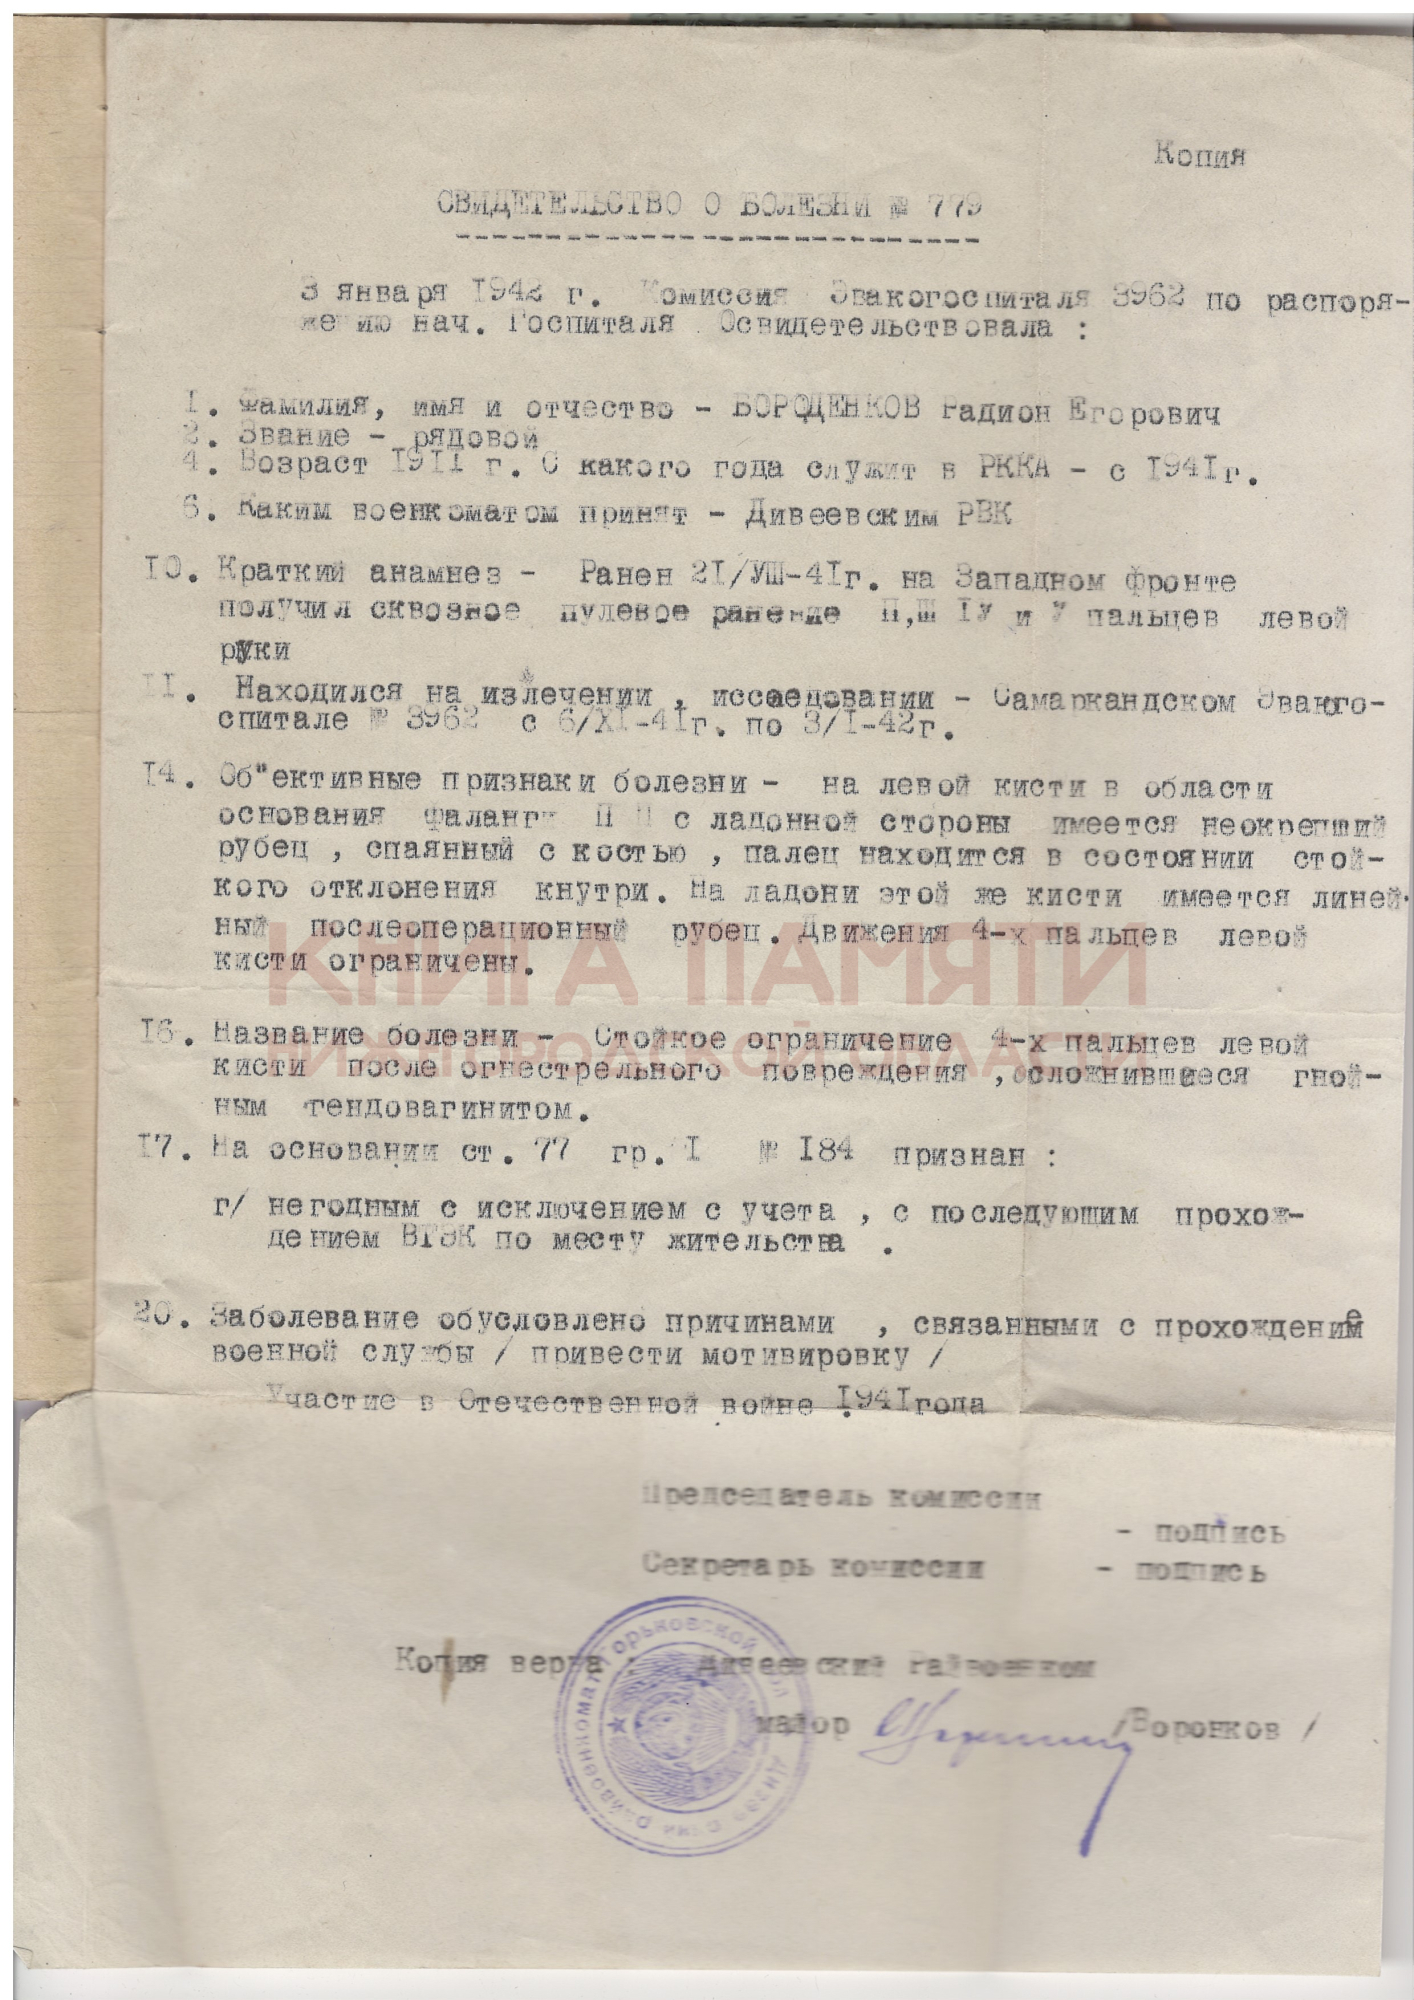 Копия
СВИДЕТЕЛЬСТВО О БОЛЕЗНИ № 779
3 января 1942 г. Комиссия Эвакогоспиталя 3962 по распоря-
жению нач. Госпиталя Освидетельствовала :
1. Фамилия, имя и отчество - БОРОДЕНКОВ Радион Егорович
2. Звание - рядовой
4. Возраст 1911 г. С какого года служит в РККА - с 1941г.
6. Каким военкоматом принят - Дивеевским РВК
10. Краткий анамнез - Ранен 21/УШ-41г. на Западном фронте
получил сквозное пулевое ранение П,Ш 1У и У пальцев левой
руки
11. Находился на излечении , исследовании - Самаркандском Эвакго-
спитале № 3962 с 6/XI-41г. по 3/I-42г.
14. Об"ективные признаки болезни - на левой кисти в области
основания фаланги П П с ладонной стороны имеется неокрепший
рубец , спаянный с костью , палец находится в состоянии стой-
кого отклонения кнутри. На ладони этой же кисти имеется линей-
ный послеоперационный рубец. Движения 4-х пальцев левой
кисти ограничены.
КНИГА ПАМЯТИ
НИЖЕГОРОДСКОЙ ОБЛАСТИ
16. Название болезни - Стойкое ограничение 4-х пальцев левой
кисти после огнестрельного повреждения , осложнившиеся гной-
ным тендовагинитом.
17. На основании ст. 77 гр. I № 184 признан :
г/ негодным с исключением с учета , с последующим прохож-
дением ВТЭК по месту жительства .
20. Заболевание обусловлено причинами , связанными с прохождение
военной службы / привести мотивировку /
Участие в Отечественной войне 1941года
Председатель комиссии
- подпись
Секретарь комиссии - подпись
Копия верна : Дивеевский Райвоенком
майор /Воронков /
райвоенкомат Горьковской обл